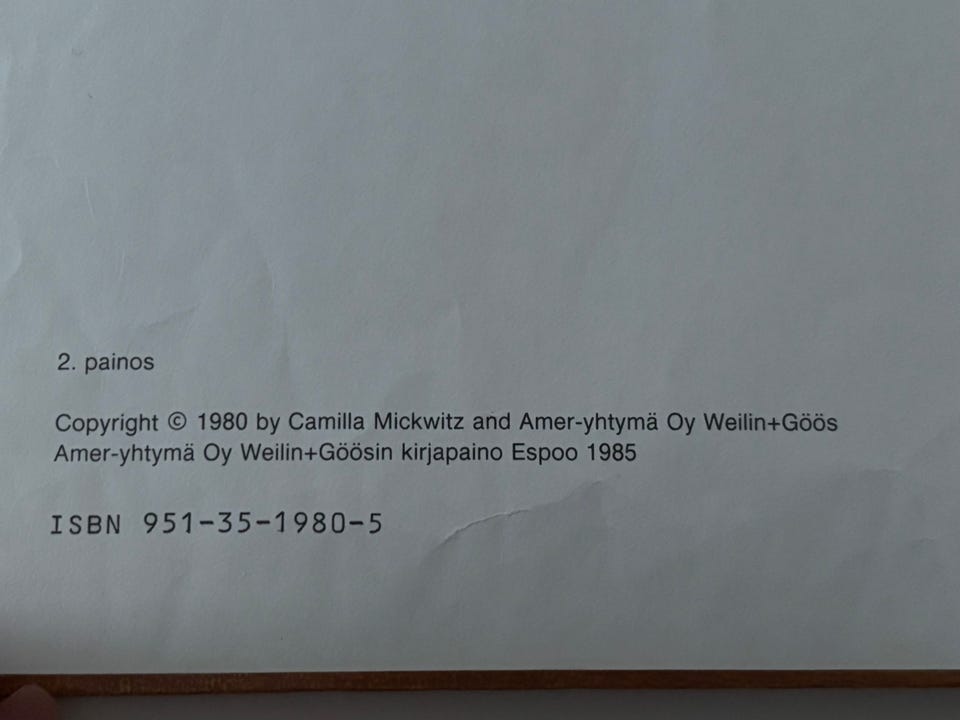 2. painos
Copyright © 1980 by Camilla Mickwitz and Amer-yhtymä Oy Weilin+Göös
Amer-yhtymä Oy Weilin+Göösin kirjapaino Espoo 1985
ISBN 951-35-1980-5